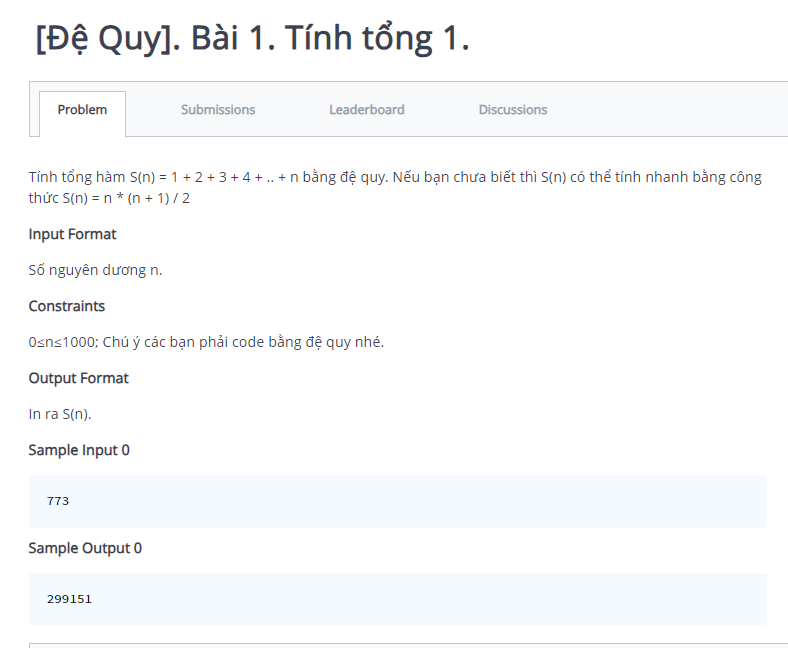 [Đệ Quy]. Bài 1. Tính tổng 1.
Problem
Submissions
Leaderboard
Discussions
Tính tổng hàm S(n) = 1 + 2 + 3 + 4 + .. + n bằng đệ quy. Nếu bạn chưa biết thì S(n) có thể tính nhanh bằng công
thức S(n) = n * (n + 1) / 2
Input Format
Số nguyên dương n.
Constraints
0≤n≤1000; Chú ý các bạn phải code bằng đệ quy nhé.
Output Format
In ra S(n).
Sample Input 0
773
Sample Output 0
299151